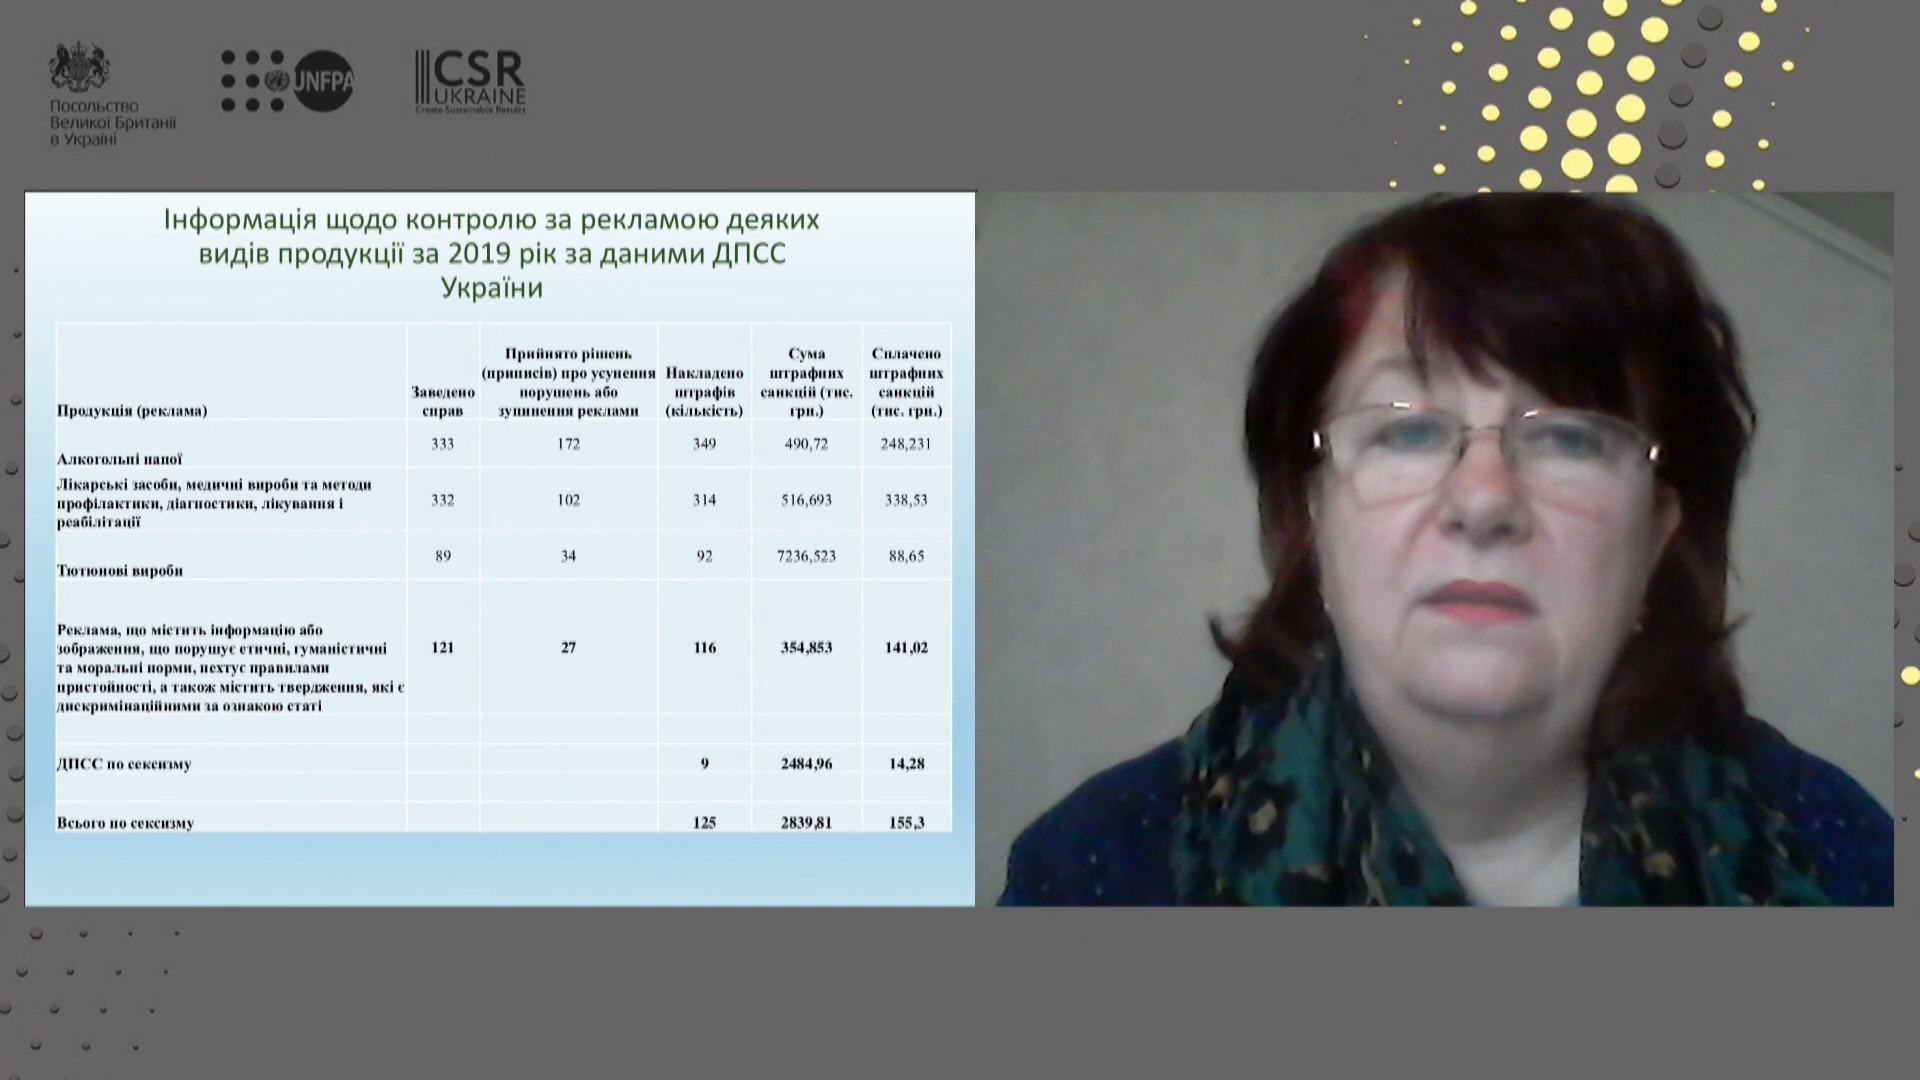 Посольство
Великої Британії
в Україні
UNFPA
CSR
UKRAINE
Create Sustainable Results
Інформація щодо контролю за рекламою деяких
видів продукції за 2019 рік за даними ДПСС
України
Продукція (реклама)
Заведено
справ
Прийнято рішень
(приписів) про усунення
порушень або
зупинення реклами
Накладено
штрафів
(кількість)
Сума
штрафних
санкцій (тис.
грн.)
Сплачено
штрафних
санкцій
(тис. грн.)
Алкогольні напої
333
172
349
490,72
248,231
Лікарські засоби, медичні вироби та методи
профілактики, діагностики, лікування і
реабілітації
332
102
314
516,693
338,53
Тютюнові вироби
89
34
92
7236,523
88,65
Реклама, що містить інформацію або
зображення, що порушує етичні, гуманістичні
та моральні норми, нехтує правилами
пристойності, а також містить твердження, які є
дискримінаційними за ознакою статі
121
27
116
354,853
141,02
ДПСС по сексизму
9
2484,96
14,28
Всього по сексизму
125
2839,81
155,3